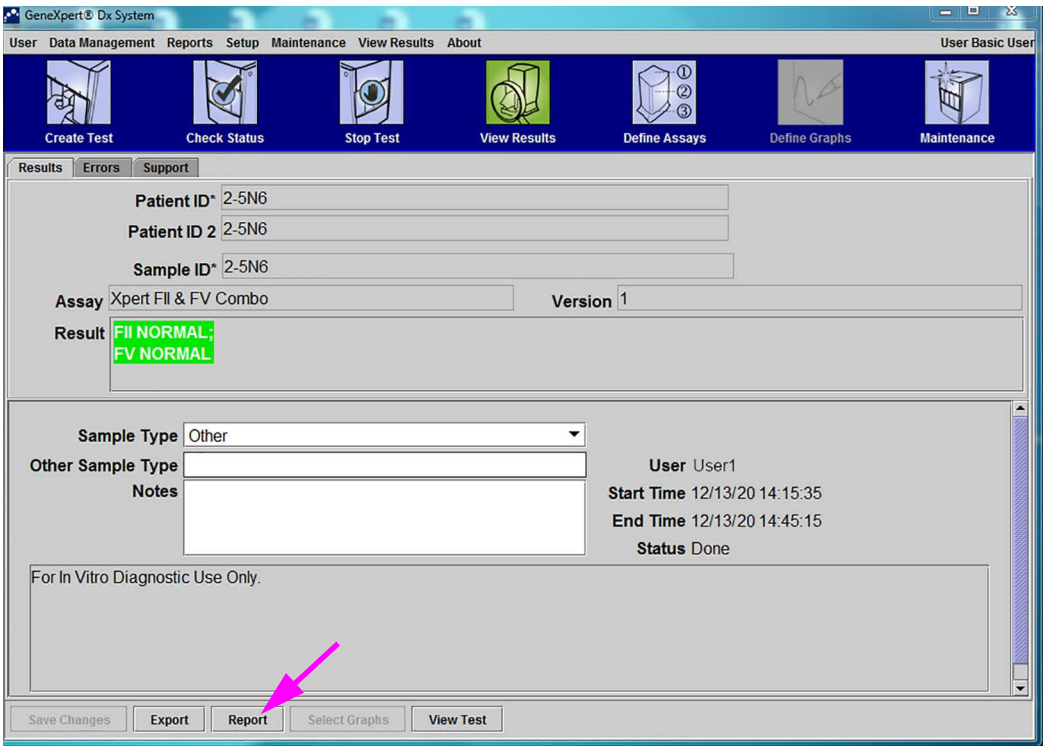 GeneXpert® Dx System
User Data Management Reports Setup Maintenance View Results About User Basic User
1
2
3
Create Test Check Status Stop Test View Results Define Assays Define Graphs Maintenance
Results Errors Support
Patient ID* 2-5N6
Patient ID 2 2-5N6
Sample ID* 2-5N6
Assay Xpert FII & FV Combo Version 1
Result FII NORMAL;
FV NORMAL
Sample Type Other
Other Sample Type User User1
Notes Start Time 12/13/20 14:15:35
End Time 12/13/20 14:45:15
Status Done
For In Vitro Diagnostic Use Only.
Save Changes Export Report Select Graphs View Test